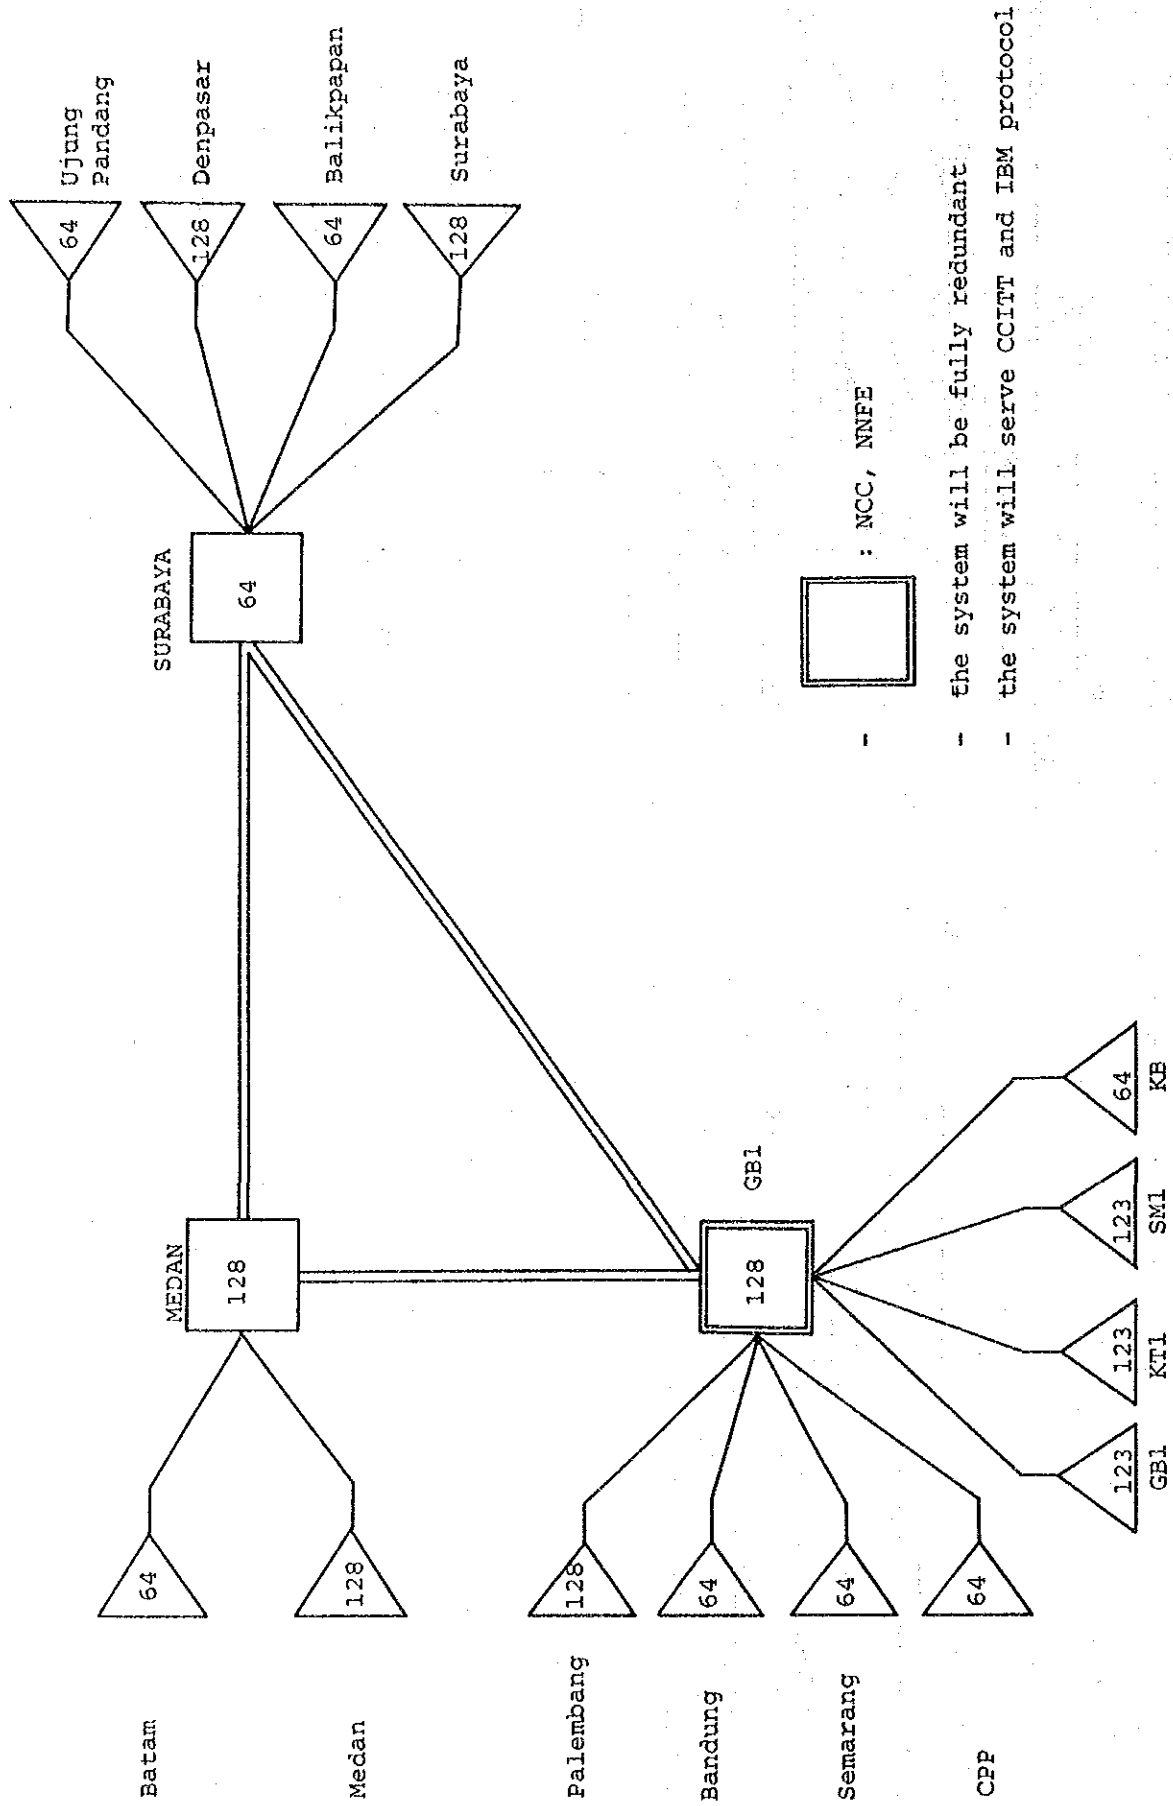 Batam
64
Medan
128
MEDAN
128
SURABAYA
64
64
Ujung
Pandang
128
Denpasar
64
Balikpapan
128
Surabaya
Palembang
128
Bandung
64
Semarang
64
CPP
64
128
GB1
123
GB1
123
KT1
123
SM1
64
KB
- : NCC, NNPE
- the system will be fully redundant
- the system will serve CCITT and IBM protocol